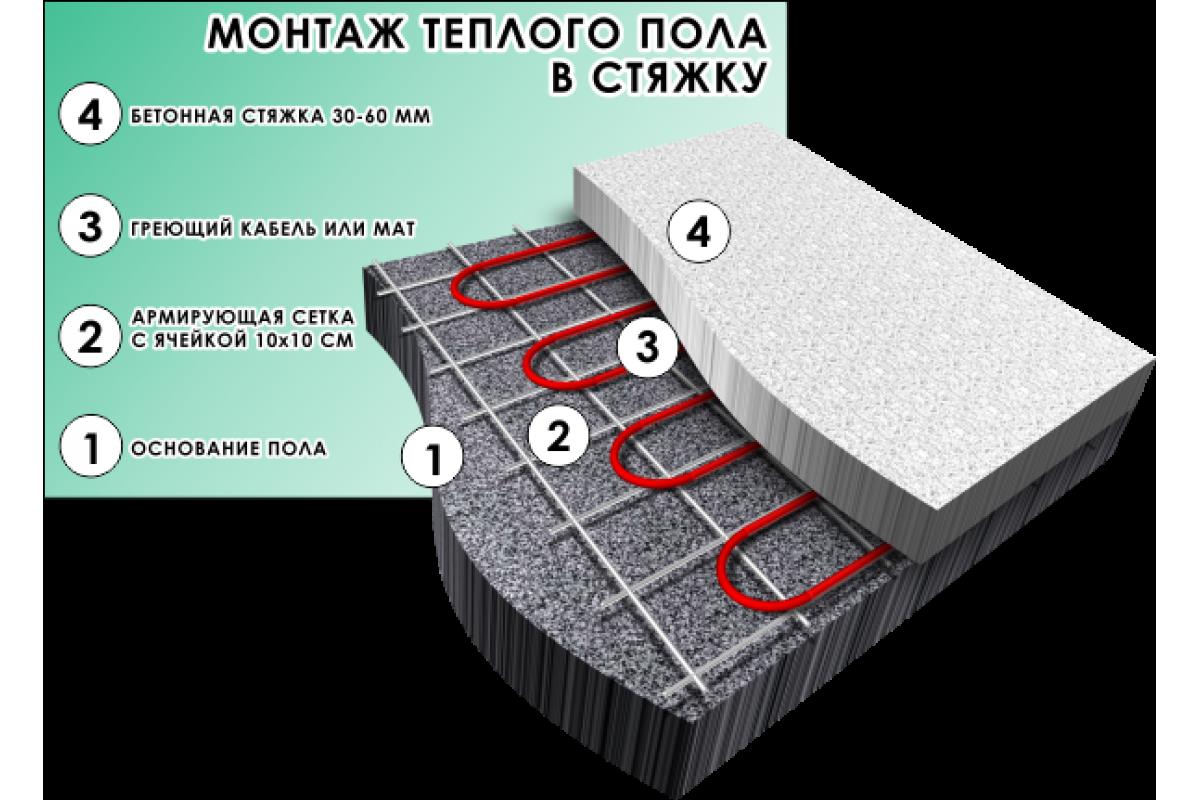 МОНТАЖ ТЕПЛОГО ПОЛА
В СТЯЖКУ
4 БЕТОННАЯ СТЯЖКА 30-60 ММ
3 ГРЕЮЩИЙ КАБЕЛЬ ИЛИ МАТ
2 АРМИРУЮЩАЯ СЕТКА
С ЯЧЕЙКОЙ 10х10 СМ
1 ОСНОВАНИЕ ПОЛА
4
3
2
1